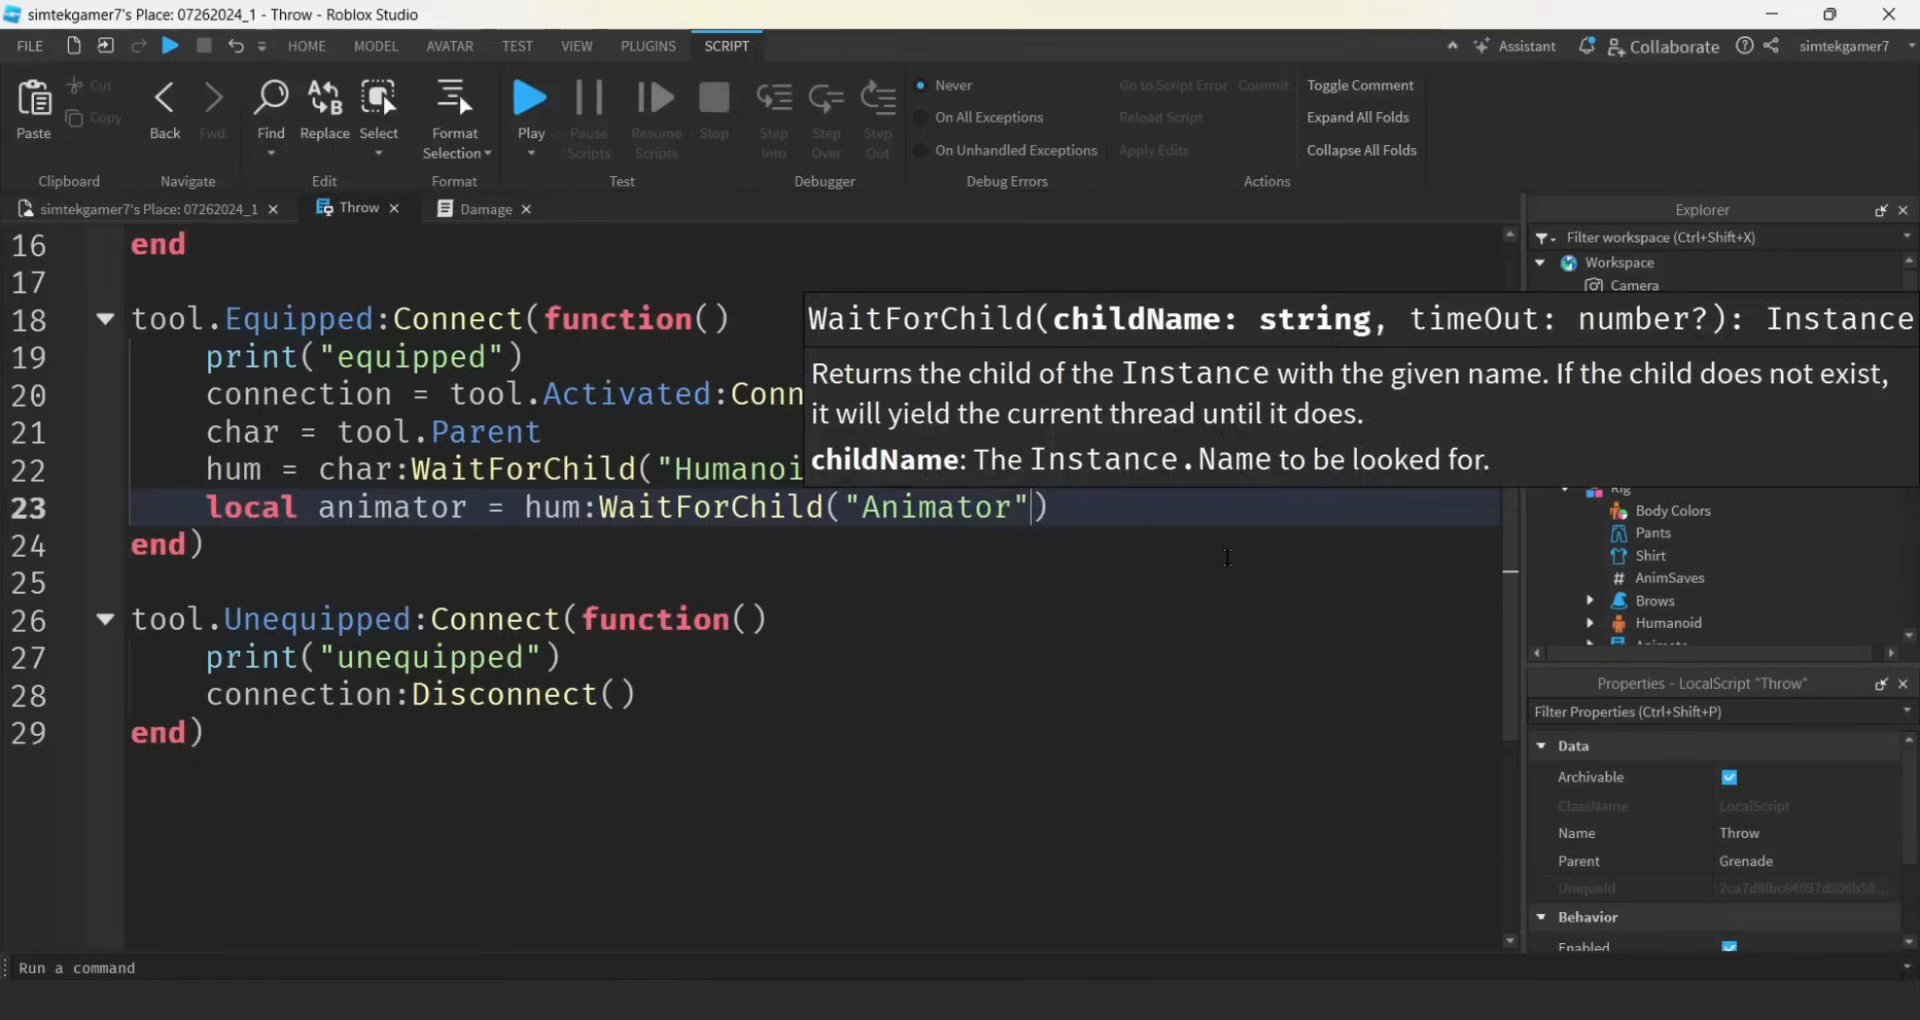 simtekgamer7's Place: 07262024_1 - Throw - Roblox Studio
FILE HOME MODEL AVATAR TEST VIEW PLUGINS SCRIPT Assistant Collaborate simtekgamer7
Paste Cut Copy Back Fwd Find Replace Select Format Selection Play Pause Scripts Resume Scripts Stop Step Into Step Over Step Out
Never Go to Script Error Commit Toggle Comment
On All Exceptions Reload Script Expand All Folds
On Unhandled Exceptions Apply Edits Collapse All Folds
Clipboard Navigate Edit Format Test Debugger Debug Errors Actions
simtekgamer7's Place: 07262024_1 Throw Damage
16 end
17
18 tool.Equipped:Connect(function()
19 print("equipped")
20 connection = tool.Activated:Conn
21 char = tool.Parent
22 hum = char:WaitForChild("Humanoi
23 local animator = hum:WaitForChild("Animator")
24 end)
25
26 tool.Unequipped:Connect(function()
27 print("unequipped")
28 connection:Disconnect()
29 end)
WaitForChild(childName: string, timeOut: number?): Instance
Returns the child of the Instance with the given name. If the child does not exist,
it will yield the current thread until it does.
childName: The Instance.Name to be looked for.
Explorer
Filter workspace (Ctrl+Shift+X)
Workspace
Camera
Rig
Body Colors
Pants
Shirt
AnimSaves
Brows
Humanoid
Properties - LocalScript "Throw"
Filter Properties (Ctrl+Shift+P)
Data
Archivable
ClassName LocalScript
Name Throw
Parent Grenade
UniqueId
Behavior
Enabled
Run a command